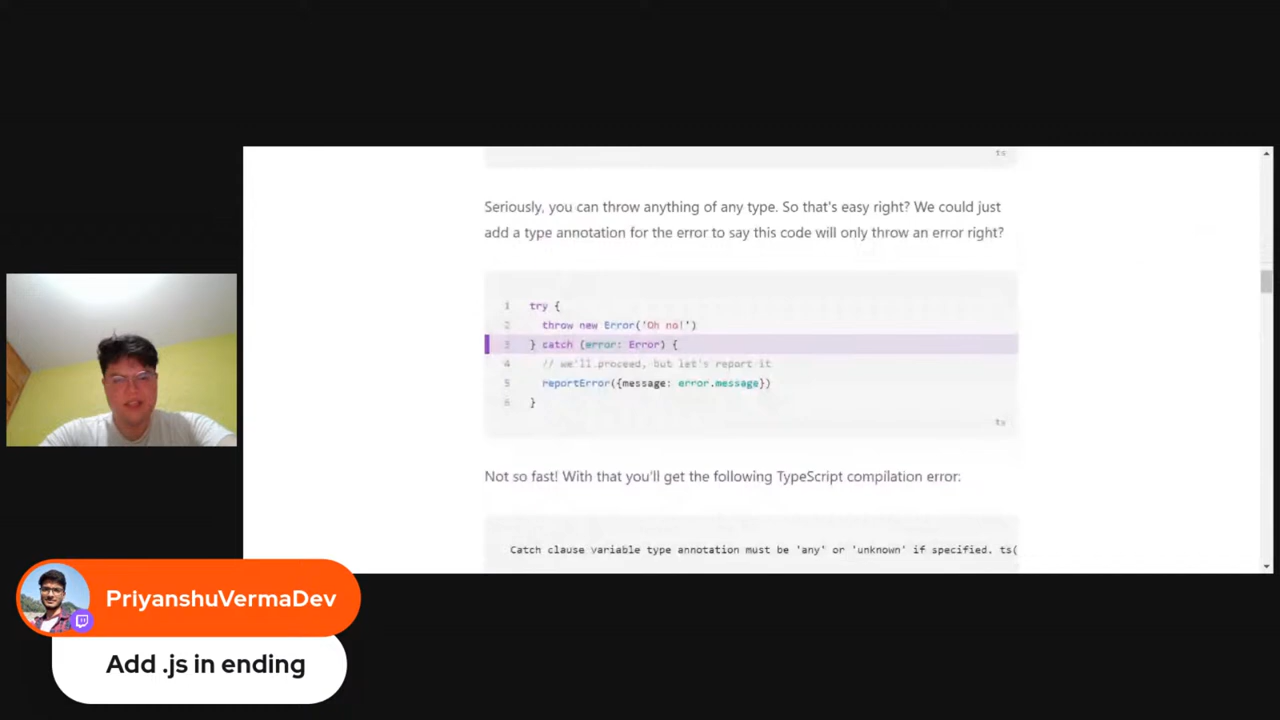 ts
Seriously, you can throw anything of any type. So that's easy right? We could just
add a type annotation for the error to say this code will only throw an error right?
1 try {
2 throw new Error('Oh no!')
3 } catch (error: Error) {
4 // we'll proceed, but let's report it
5 reportError({message: error.message})
6 }
ts
Not so fast! With that you'll get the following TypeScript compilation error:
Catch clause variable type annotation must be 'any' or 'unknown' if specified. ts(
PriyanshuVermaDev
Add .js in ending